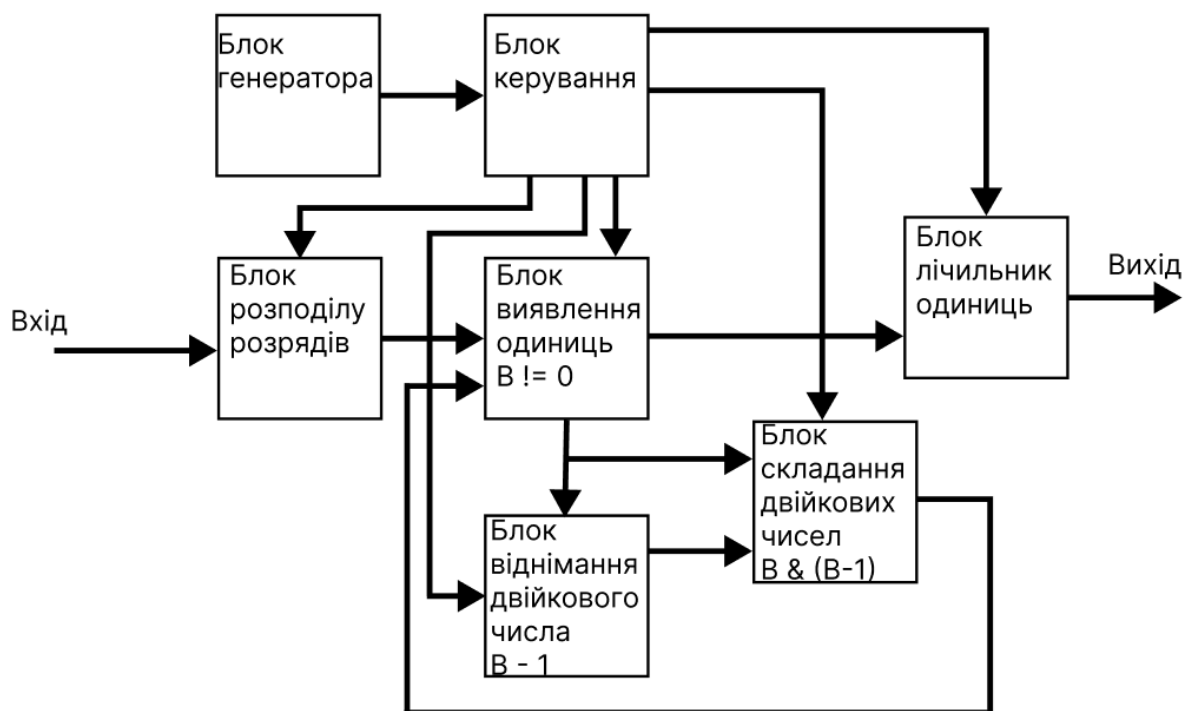 Блок
генератора
Блок
керування
Блок
лічильник
одиниць
Вихід
Вхід
Блок
розподілу
розрядів
Блок
виявлення
одиниць
B != 0
Блок
складання
двійкових
чисел
B & (B-1)
Блок
віднімання
двійкового
числа
B - 1